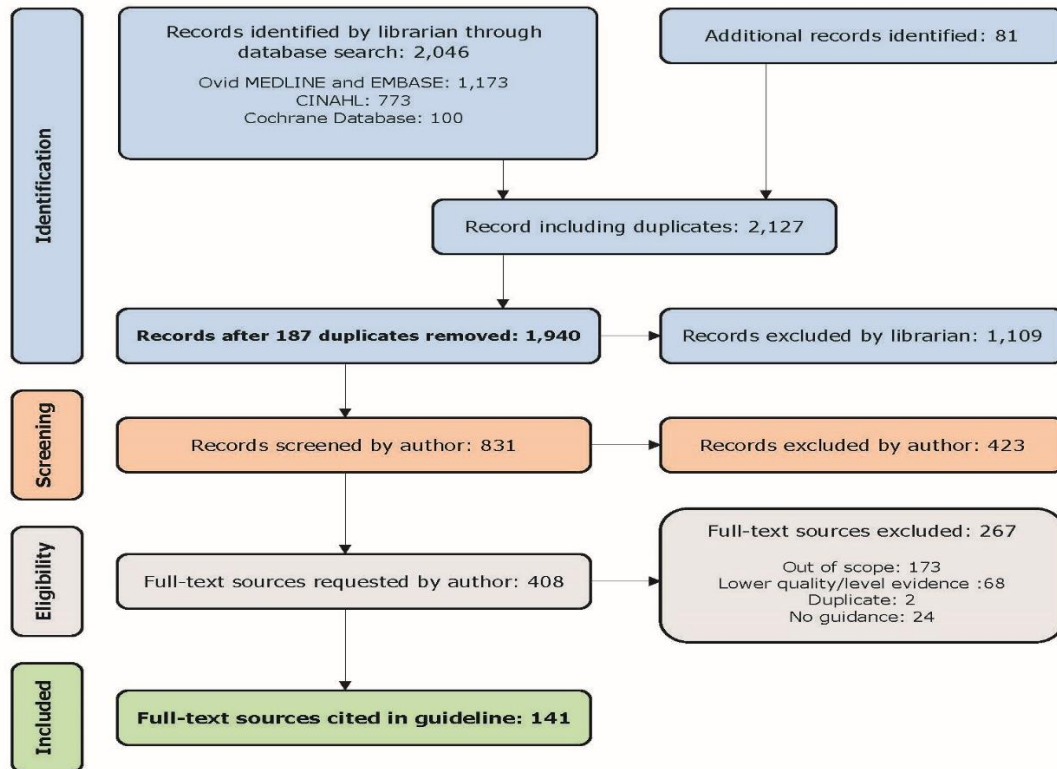 Identification
Records identified by librarian through
database search: 2,046
Ovid MEDLINE and EMBASE: 1,173
CINAHL: 773
Cochrane Database: 100
Additional records identified: 81
Record including duplicates: 2,127
Records after 187 duplicates removed: 1,940
Records excluded by librarian: 1,109
Screening
Records screened by author: 831
Records excluded by author: 423
Eligibility
Full-text sources requested by author: 408
Full-text sources excluded: 267
Out of scope: 173
Lower quality/level evidence :68
Duplicate: 2
No guidance: 24
Included
Full-text sources cited in guideline: 141